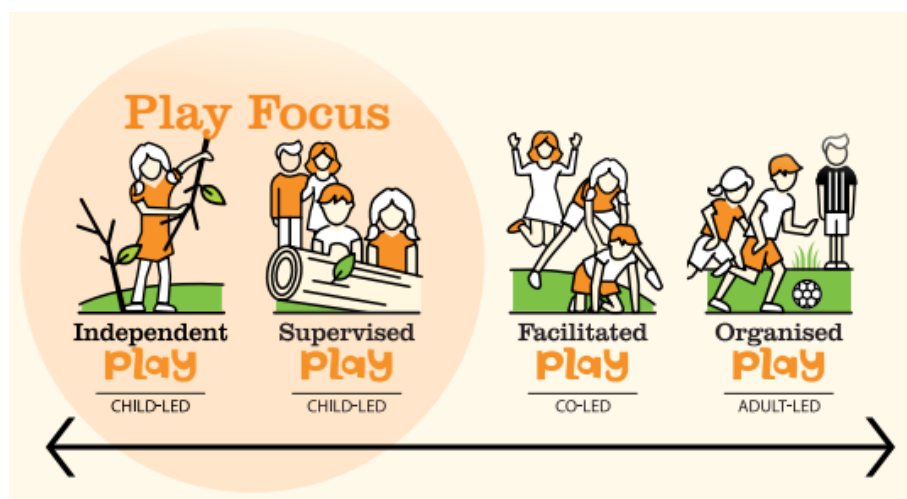 Play Focus
Independent
Play
CHILD-LED
Supervised
Play
CHILD-LED
Facilitated
Play
CO-LED
Organised
Play
ADULT-LED